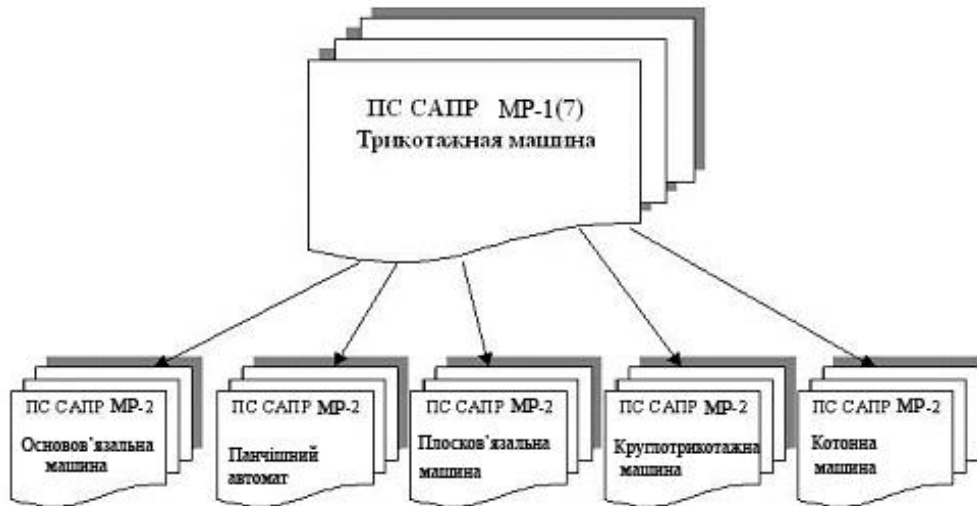 ПС САПР МР-1(7)
Трикотажная машина
ПС САПР МР-2
Основов’язальна
машина
ПС САПР МР-2
Панчішний
автомат
ПС САПР МР-2
Плосков’язальна
машина
ПС САПР МР-2
Круглотрикотажна
машина
ПС САПР МР-2
Котонна
машина